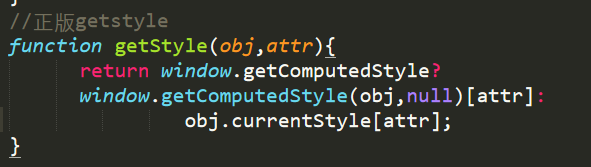 //正版getstyle
function getStyle(obj,attr){
return window.getComputedStyle?
window.getComputedStyle(obj,null)[attr]:
obj.currentStyle[attr];
}